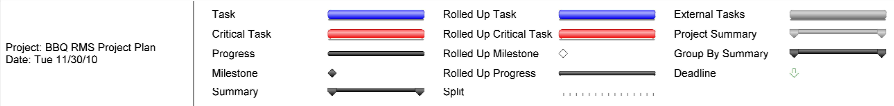 Project: BBQ RMS Project Plan
Date: Tue 11/30/10
Task
Critical Task
Progress
Milestone
Summary
Rolled Up Task
Rolled Up Critical Task
Rolled Up Milestone
Rolled Up Progress
Split
External Tasks
Project Summary
Group By Summary
Deadline